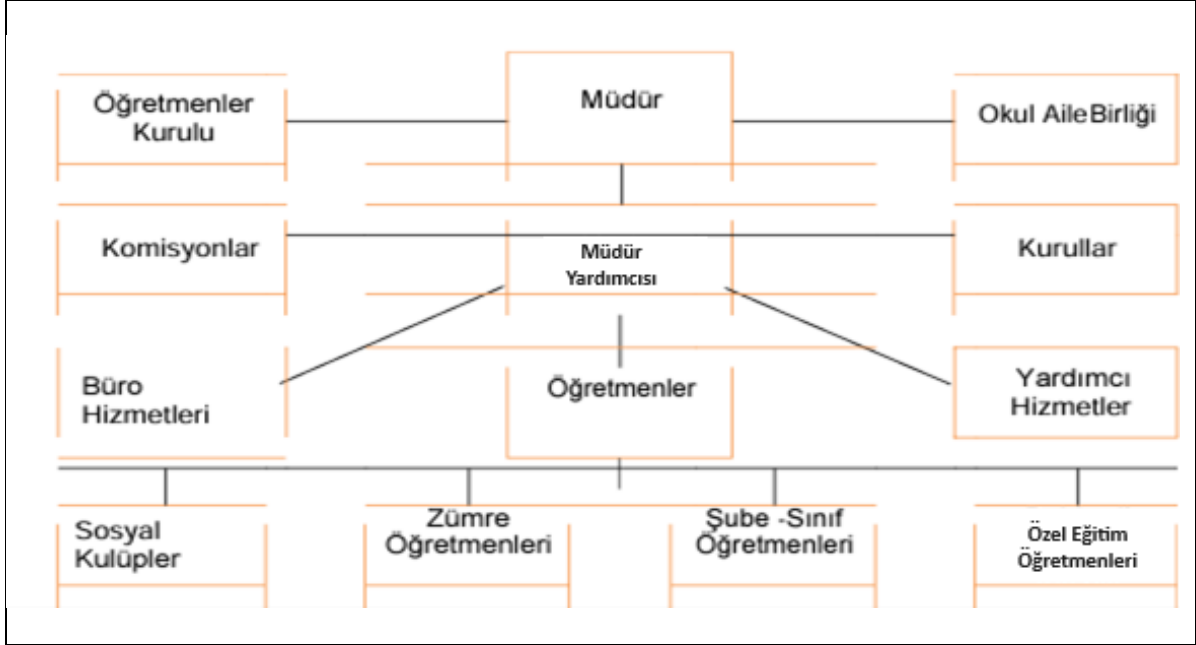 Öğretmenler
Kurulu
Müdür
Okul Aile Birliği
Komisyonlar
Müdür
Yardımcısı
Kurullar
Büro
Hizmetleri
Öğretmenler
Yardımcı
Hizmetler
Sosyal
Kulüpler
Zümre
Öğretmenleri
Şube -Sınıf
Öğretmenleri
Özel Eğitim
Öğretmenleri